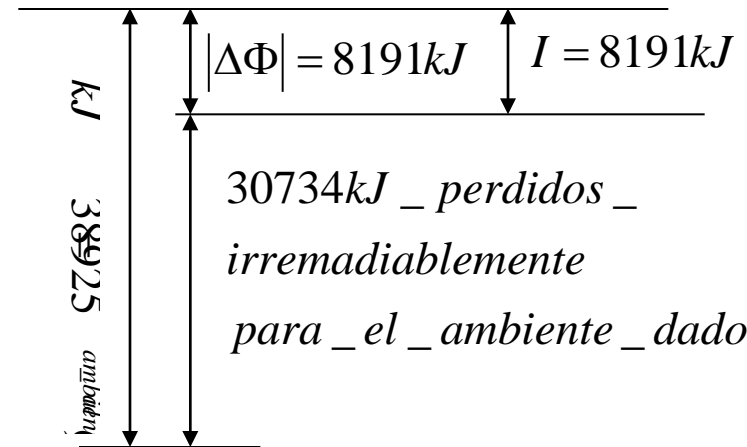 |ΔΦ| = 8191kJ
I = 8191kJ
30734kJ _ perdidos _
irremadiablemente
para _ el _ ambiente _ dado
kJ